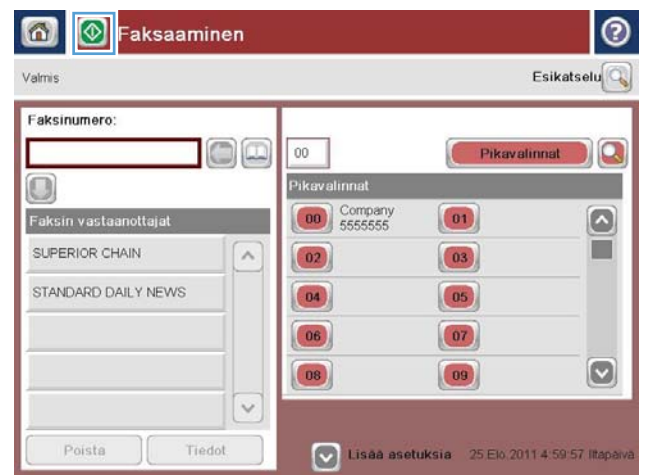 Faksaaminen
Valmis
Esikatselu
Faksinumero:
00
Pikavalinnat
Pikavalinnat
Faksin vastaanottajat
SUPERIOR CHAIN
STANDARD DAILY NEWS
00 Company 01
5555555
02 03
04 05
06 07
08 09
Poista Tiedot
Lisää asetuksia 25.Elo.2011 4:59:57 Iltapäivä